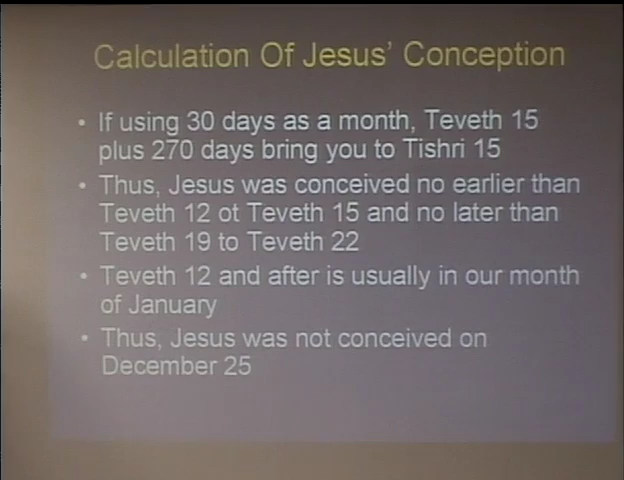 Calculation Of Jesus' Conception
• If using 30 days as a month, Teveth 15
plus 270 days bring you to Tishri 15
• Thus, Jesus was conceived no earlier than
Teveth 12 ot Teveth 15 and no later than
Teveth 19 to Teveth 22
• Teveth 12 and after is usually in our month
of January
• Thus, Jesus was not conceived on
December 25